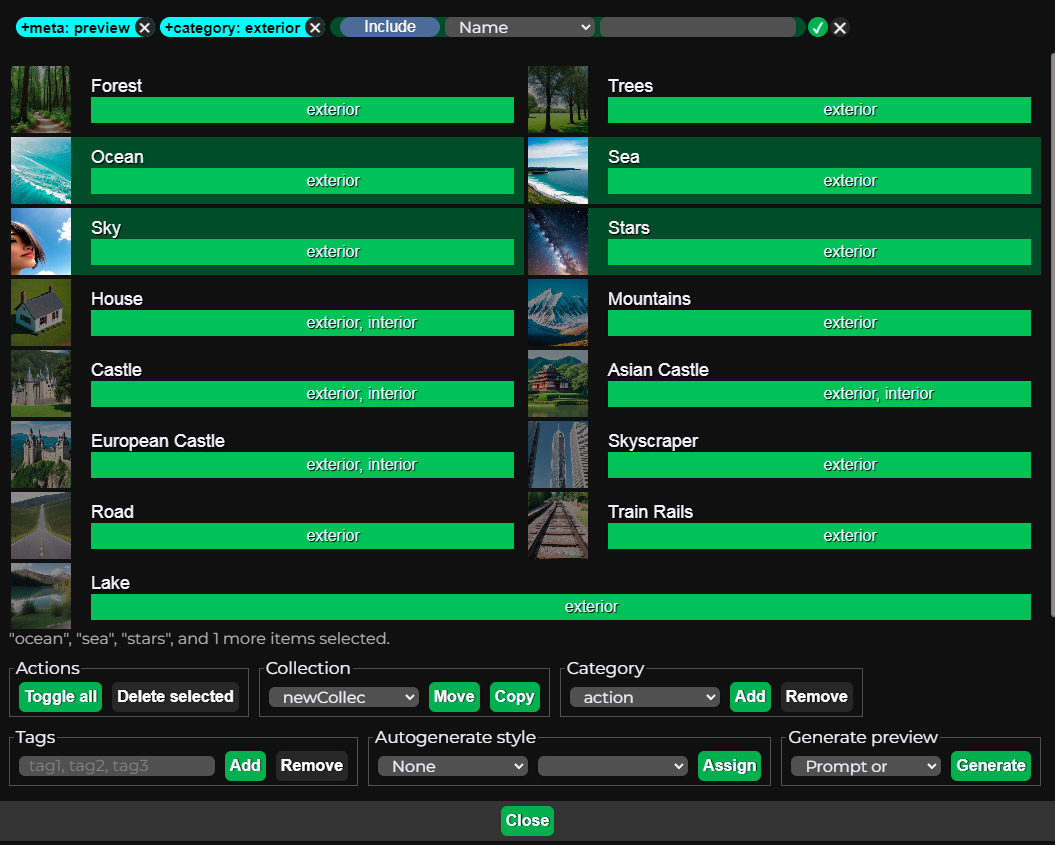 +meta: preview +category: exterior Include Name
Forest Trees
exterior exterior
Ocean Sea
exterior exterior
Sky Stars
exterior exterior
House Mountains
exterior, interior exterior
Castle Asian Castle
exterior, interior exterior, interior
European Castle Skyscraper
exterior, interior exterior
Road Train Rails
exterior exterior
Lake
exterior
"ocean", "sea", "stars", and 1 more items selected.
Actions Collection Category
Toggle all Delete selected newCollec Move Copy action Add Remove
Tags Autogenerate style Generate preview
tag1, tag2, tag3 Add Remove None Assign Prompt or Generate
Close